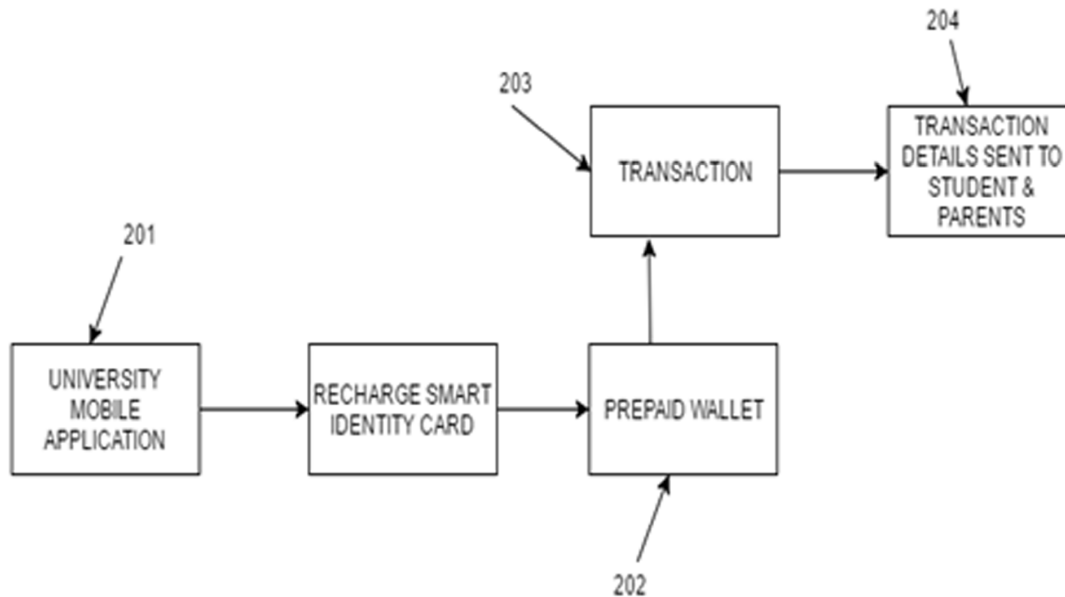 204
203
TRANSACTION
TRANSACTION
DETAILS SENT TO
STUDENT &
PARENTS
201
UNIVERSITY
MOBILE
APPLICATION
RECHARGE SMART
IDENTITY CARD
PREPAID WALLET
202